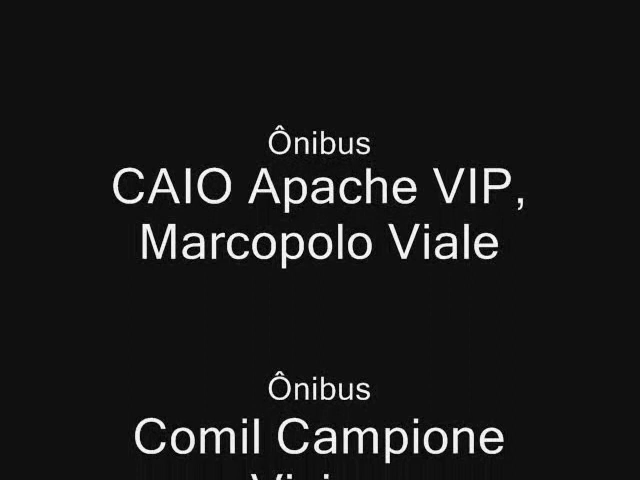 Ônibus
CAIO Apache VIP,
Marcopolo Viale
Ônibus
Comil Campione